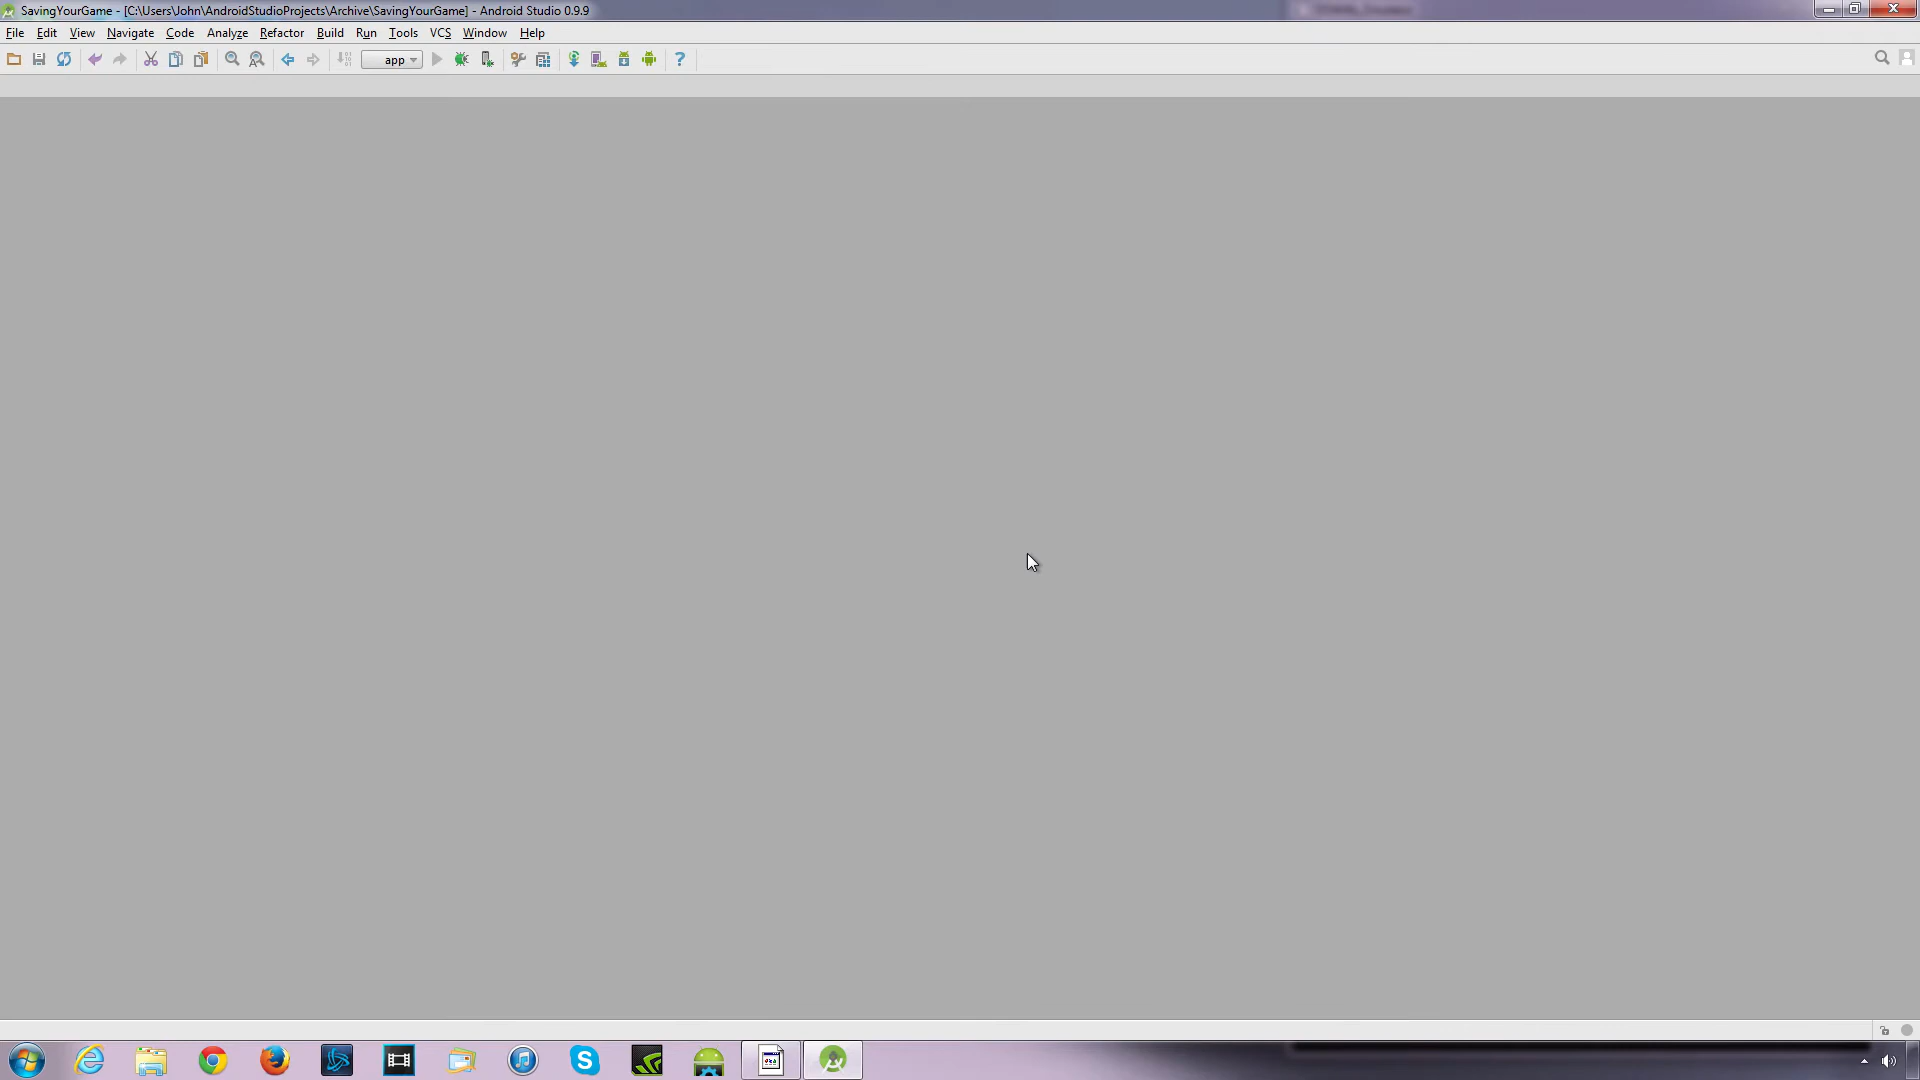 SavingYourGame - [C:\Users\John\AndroidStudioProjects\Archive\SavingYourGame] - Android Studio 0.9.9
File Edit View Navigate Code Analyze Refactor Build Run Tools VCS Window Help
app